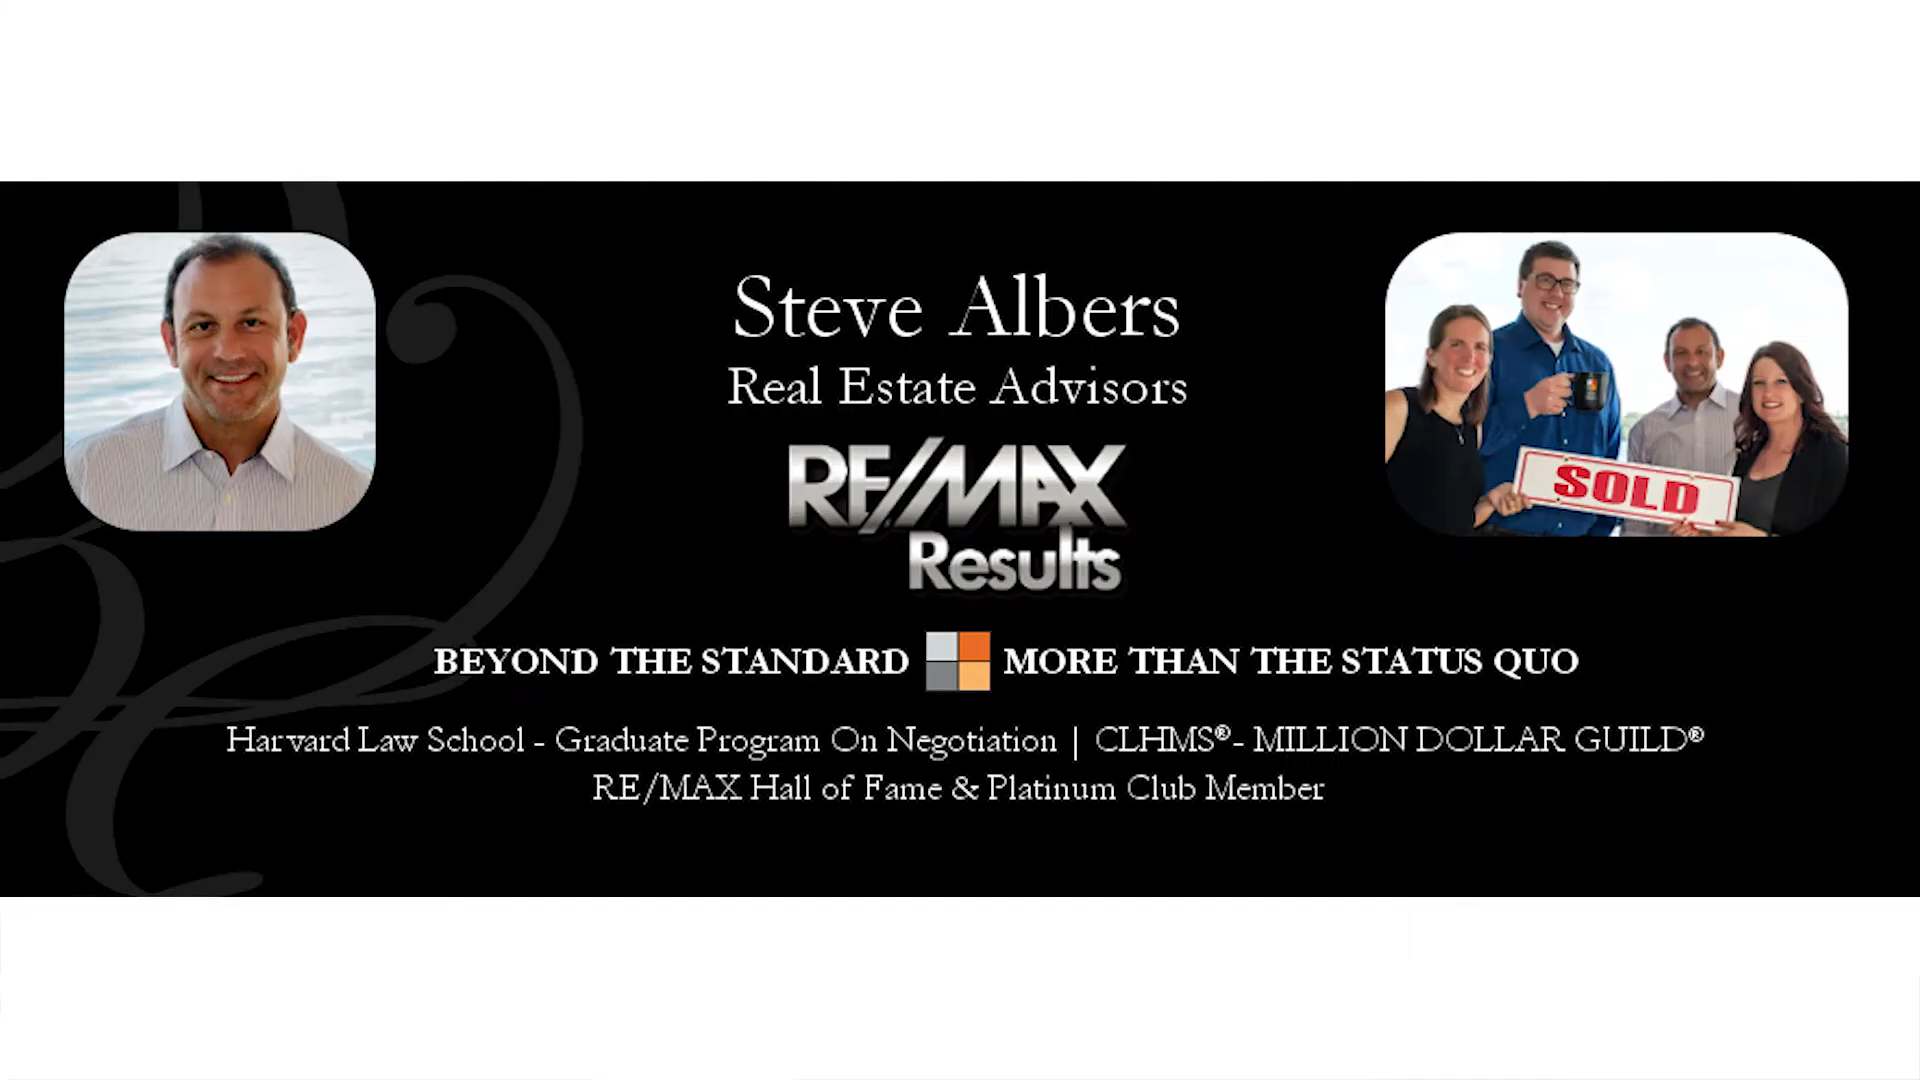 Steve Albers
Real Estate Advisors
RE/MAX
Results
SOLD
BEYOND THE STANDARD MORE THAN THE STATUS QUO
Harvard Law School - Graduate Program On Negotiation | CLHMS®- MILLION DOLLAR GUILD®
RE/MAX Hall of Fame & Platinum Club Member